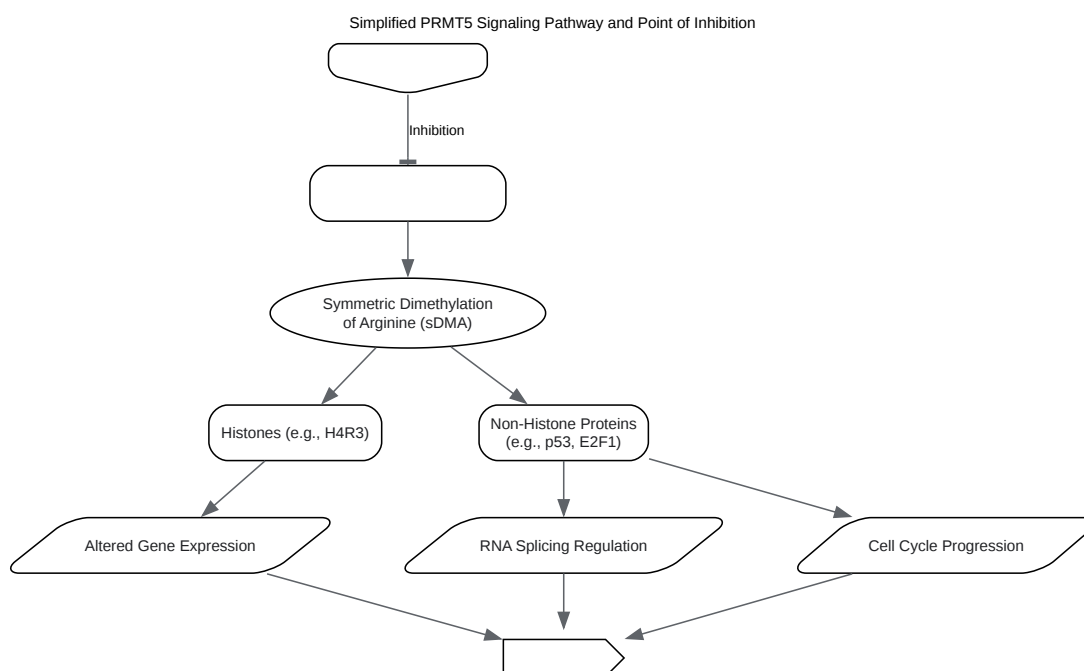 Simplified PRMT5 Signaling Pathway and Point of Inhibition
Inhibition
Symmetric Dimethylation
of Arginine (sDMA)
Histones (e.g., H4R3)
Non-Histone Proteins
(e.g., p53, E2F1)
Altered Gene Expression
RNA Splicing Regulation
Cell Cycle Progression